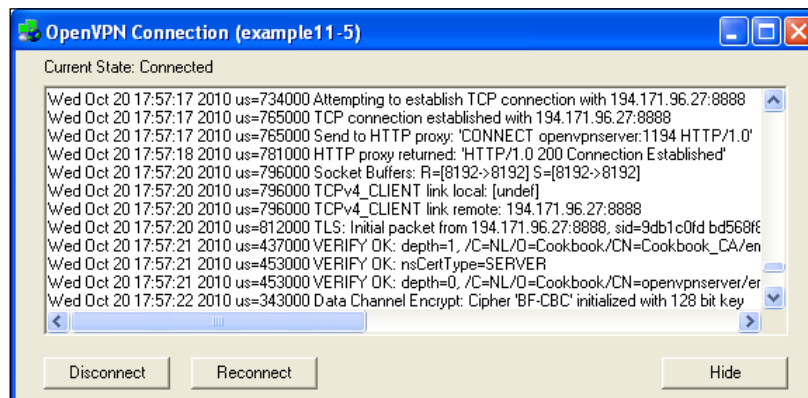 OpenVPN Connection (example11-5)
Current State: Connected
Wed Oct 20 17:57:17 2010 us=734000 Attempting to establish TCP connection with 194.171.96.27:8888
Wed Oct 20 17:57:17 2010 us=765000 TCP connection established with 194.171.96.27:8888
Wed Oct 20 17:57:17 2010 us=765000 Send to HTTP proxy: 'CONNECT openvpnserver:1194 HTTP/1.0'
Wed Oct 20 17:57:18 2010 us=781000 HTTP proxy returned: 'HTTP/1.0 200 Connection Established'
Wed Oct 20 17:57:20 2010 us=796000 Socket Buffers: R=[8192->8192] S=[8192->8192]
Wed Oct 20 17:57:20 2010 us=796000 TCPv4_CLIENT link local: [undef]
Wed Oct 20 17:57:20 2010 us=796000 TCPv4_CLIENT link remote: 194.171.96.27:8888
Wed Oct 20 17:57:20 2010 us=812000 TLS: Initial packet from 194.171.96.27:8888, sid=9db1c0fd bd568f8
Wed Oct 20 17:57:21 2010 us=437000 VERIFY OK: depth=1, /C=NL/O=Cookbook/CN=Cookbook_CA/en
Wed Oct 20 17:57:21 2010 us=453000 VERIFY OK: nsCertType=SERVER
Wed Oct 20 17:57:21 2010 us=453000 VERIFY OK: depth=0, /C=NL/O=Cookbook/CN=openvpnserver/er
Wed Oct 20 17:57:22 2010 us=343000 Data Channel Encrypt: Cipher 'BF-CBC' initialized with 128 bit key
Disconnect Reconnect Hide